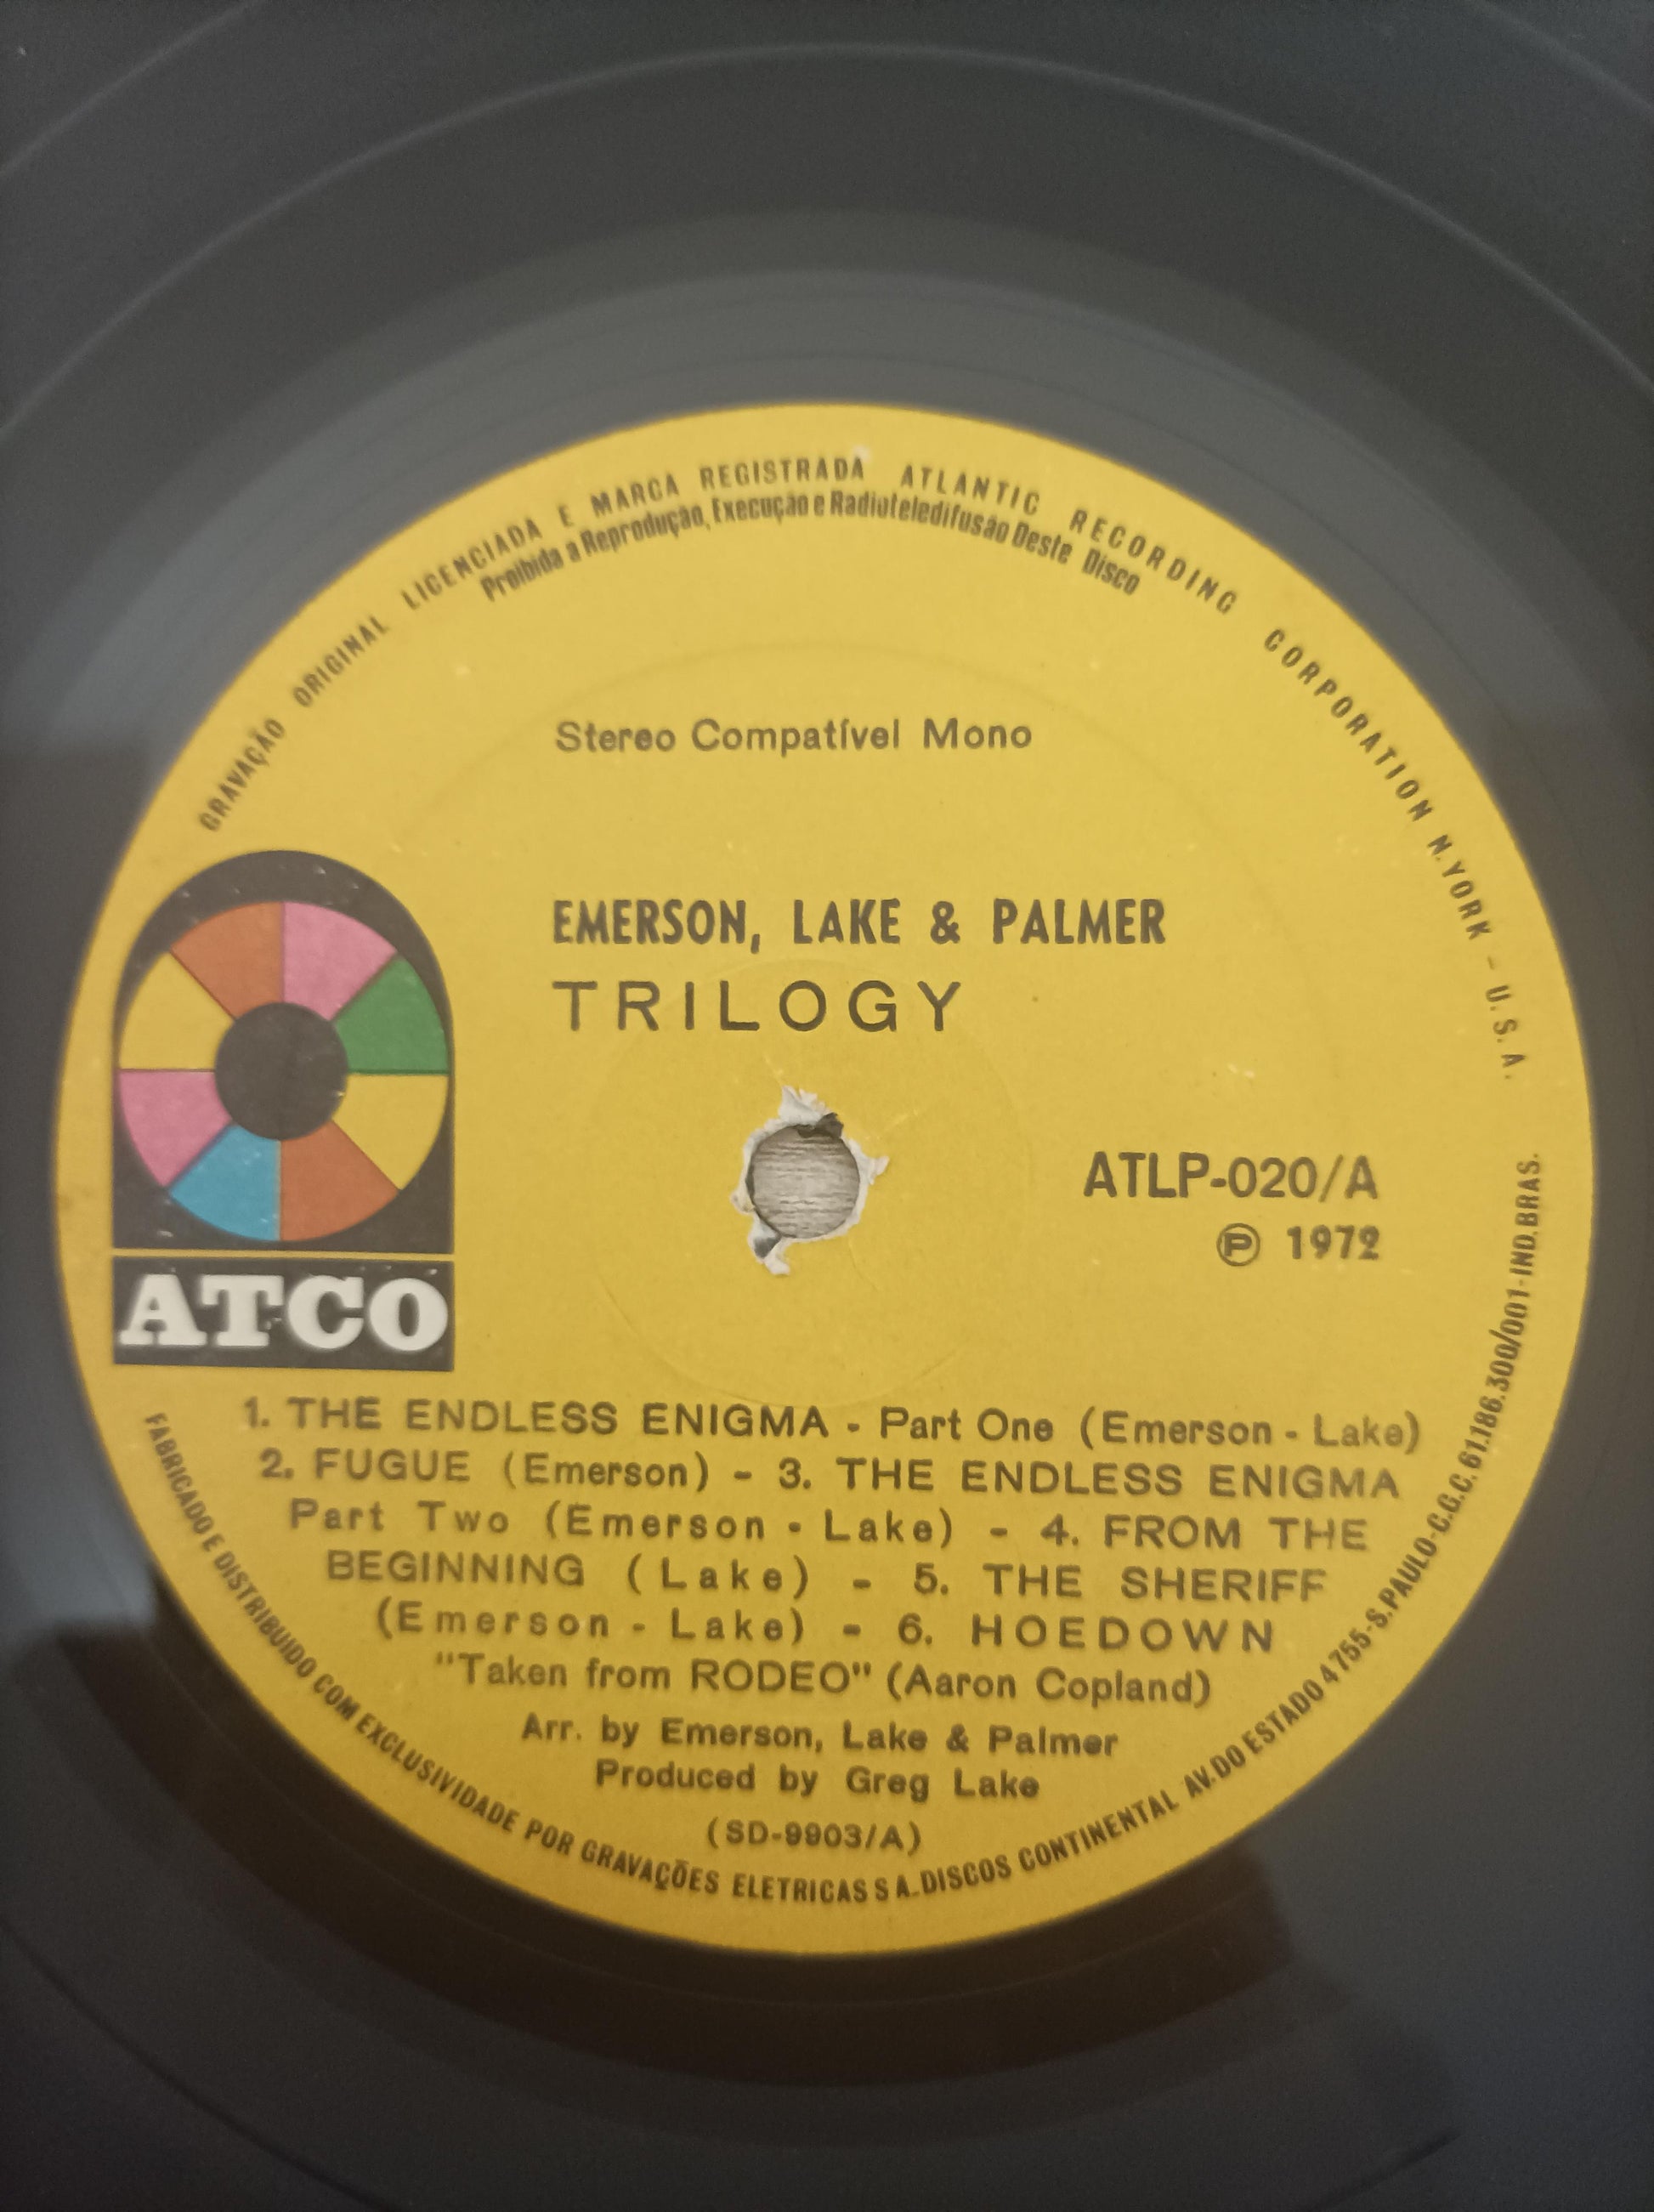 GRAVAÇÃO ORIGINAL LICENCIADA E MARCA REGISTRADA ATLANTIC RECORDING CORPORATION N.YORK - U.S.A.
Proibida a Reprodução, Execução e Radioteledifusão Deste Disco
Stereo Compatível Mono
EMERSON, LAKE & PALMER
TRILOGY
ATLP-020/A
Ⓟ 1972
ATCO
1. THE ENDLESS ENIGMA - Part One (Emerson - Lake)
2. FUGUE (Emerson) - 3. THE ENDLESS ENIGMA
Part Two (Emerson - Lake) - 4. FROM THE
BEGINNING (Lake) - 5. THE SHERIFF
(Emerson - Lake) - 6. HOEDOWN
"Taken from RODEO" (Aaron Copland)
Arr. by Emerson, Lake & Palmer
Produced by Greg Lake
(SD-9903/A)
FABRICADO E DISTRIBUIDO COM EXCLUSIVIDADE POR GRAVAÇÕES ELETRICAS S A. DISCOS CONTINENTAL AV. DO ESTADO 4755-S.PAULO-C.G.C. 61.186.300/001-IND.BRAS.